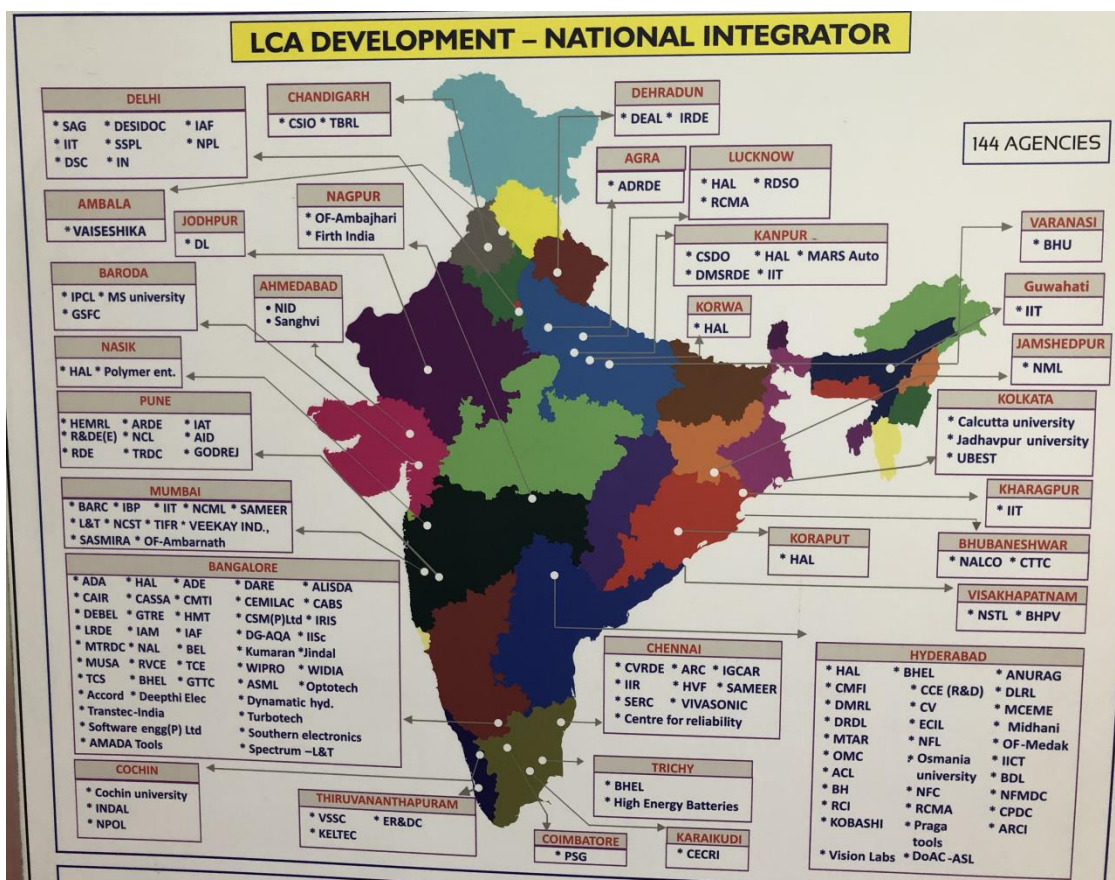 LCA DEVELOPMENT – NATIONAL INTEGRATOR
144 AGENCIES
DELHI
* SAG * DESIDOC * IAF
* IIT * SSPL * NPL
* DSC * IN
CHANDIGARH
* CSIO * TBRL
DEHRADUN
* DEAL * IRDE
AGRA
* ADRDE
LUCKNOW
* HAL * RDSO
* RCMA
AMBALA
* VAISESHIKA
JODHPUR
* DL
NAGPUR
* OF-Ambajhari
* Firth India
KANPUR
* CSDO * HAL * MARS Auto
* DMSRDE * IIT
VARANASI
* BHU
BARODA
* IPCL * MS university
* GSFC
AHMEDABAD
• NID
• Sanghvi
KORWA
* HAL
Guwahati
* IIT
NASIK
* HAL * Polymer ent.
JAMSHEDPUR
* NML
PUNE
* HEMRL * ARDE * IAT
* R&DE(E) * NCL * AID
* RDE * TRDC * GODREJ
KOLKATA
* Calcutta university
* Jadhavpur university
* UBEST
MUMBAI
* BARC * IBP * IIT * NCML * SAMEER
* L&T * NCST * TIFR * VEEKAY IND.,
* SASMIRA * OF-Ambarnath
KHARAGPUR
* IIT
KORAPUT
* HAL
BHUBANESHWAR
* NALCO * CTTC
VISAKHAPATNAM
* NSTL * BHPV
BANGALORE
* ADA * HAL * ADE * DARE * ALISDA
* CAIR * CASSA * CMTI * CEMILAC * CABS
* DEBEL * GTRE * HMT * CSM(P)Ltd * IRIS
* LRDE * IAM * IAF * DG-AQA * IISc
* MTRDC * NAL * BEL * Kumaran * Jindal
* MUSA * RVCE * TCE * WIPRO * WIDIA
* TCS * BHEL * GTTC * ASML * Optotech
* Accord * Deepthi Elec * Dynamatic hyd.
* Transtec-India * Turbotech
* Software engg(P) Ltd * Southern electronics
* AMADA Tools * Spectrum –L&T
CHENNAI
* CVRDE * ARC * IGCAR
* IIR * HVF * SAMEER
* SERC * VIVASONIC
* Centre for reliability
HYDERABAD
* HAL * BHEL * ANURAG
* CMFI * CCE (R&D) * DLRL
* DMRL * CV * MCEME
* DRDL * ECIL * Midhani
* MTAR * NFL * OF-Medak
* OMC * Osmania university * IICT
* ACL * BDL
* BH * NFC * NFMDC
* RCI * RCMA * CPDC
* KOBASHI * Praga tools * ARCI
* Vision Labs * DoAC-ASL
COCHIN
* Cochin university
* INDAL
* NPOL
THIRUVANANTHAPURAM
* VSSC * ER&DC
* KELTEC
TRICHY
* BHEL
* High Energy Batteries
COIMBATORE
* PSG
KARAIKUDI
* CECRI